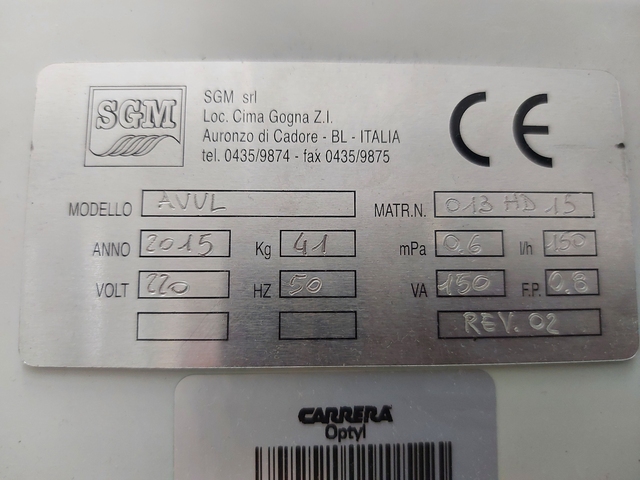 SGM
SGM srl
Loc. Cima Gogna Z.I.
Auronzo di Cadore - BL - ITALIA
tel. 0435/9874 - fax 0435/9875
CE
MODELLO AVVL MATR.N. 013 HD 15
ANNO 2015 Kg 41 mPa 0,6 l/h 150
VOLT 220 HZ 50 VA 150 F.P. 0,8
REV. 02
CARRERA
Optyl